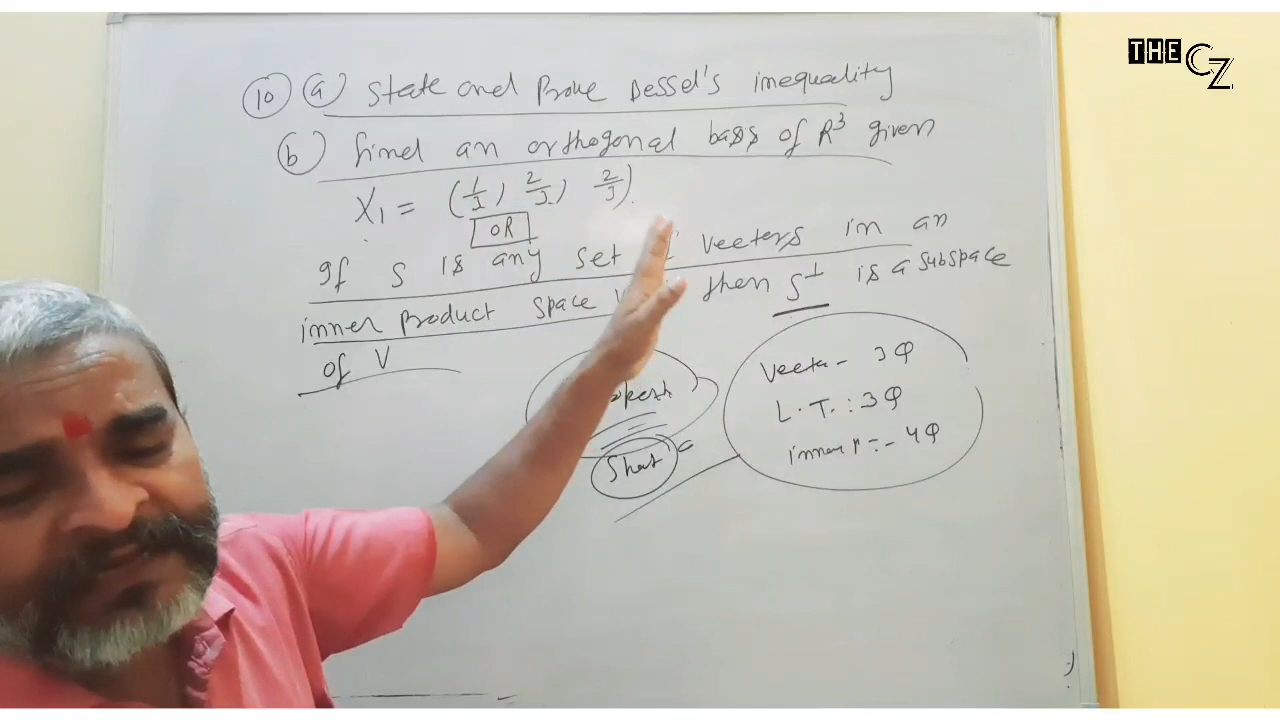 THE CZ
10 a) State and Prove Bessel's inequality
b) find an orthogonal basis of R³ given
X₁ = (1/3, 2/3, 2/3).
OR
If S is any set of Vectors in an
inner Product Space then S⊥ is a subspace
of V
Vecto - 3Q
L.T. : 3Q
inner P :- 4Q